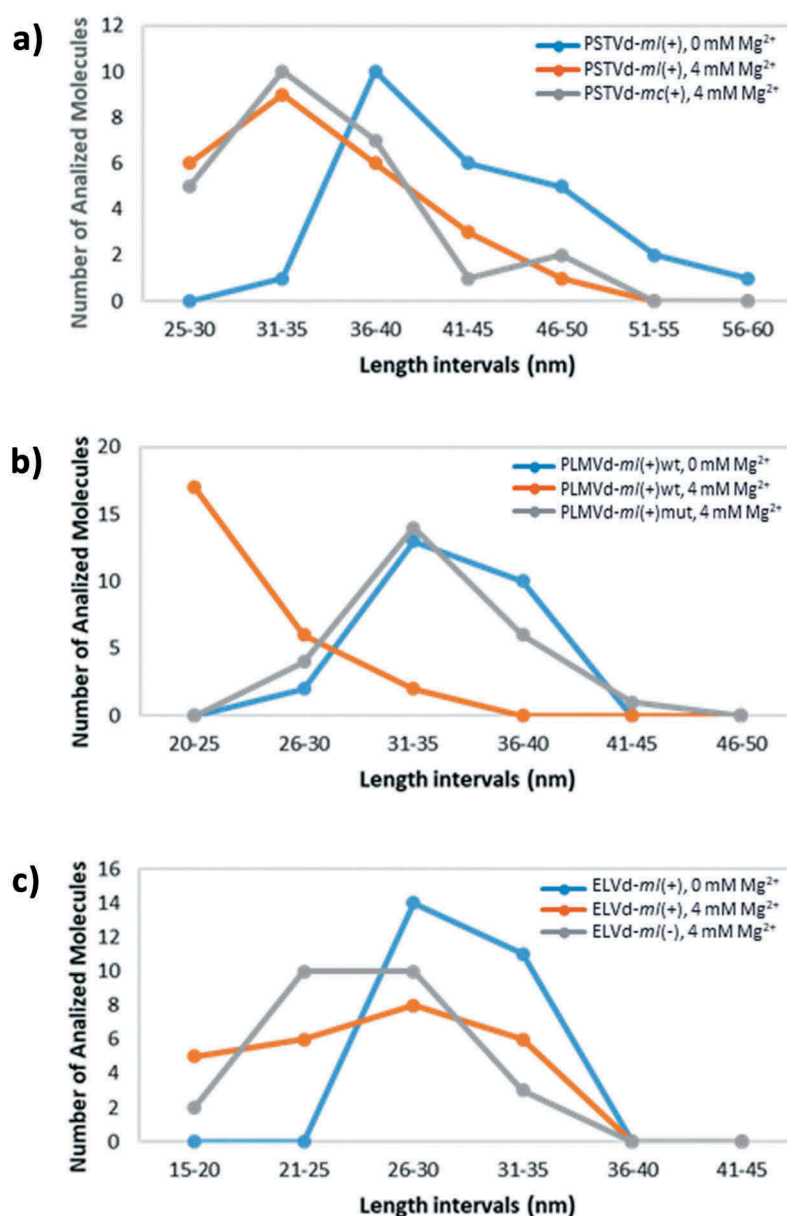 a)
Number of Analized Molecules
12
10
8
6
4
2
0
PSTVd-ml(+), 0 mM Mg²⁺
PSTVd-ml(+), 4 mM Mg²⁺
PSTVd-mc(+), 4 mM Mg²⁺
25-30 31-35 36-40 41-45 46-50 51-55 56-60
Length intervals (nm)
b)
Number of Analized Molecules
20
15
10
5
0
PLMVd-ml(+)wt, 0 mM Mg²⁺
PLMVd-ml(+)wt, 4 mM Mg²⁺
PLMVd-ml(+)mut, 4 mM Mg²⁺
20-25 26-30 31-35 36-40 41-45 46-50
Length intervals (nm)
c)
Number of Analized Molecules
16
14
12
10
8
6
4
2
0
ELVd-ml(+), 0 mM Mg²⁺
ELVd-ml(+), 4 mM Mg²⁺
ELVd-ml(-), 4 mM Mg²⁺
15-20 21-25 26-30 31-35 36-40 41-45
Length intervals (nm)